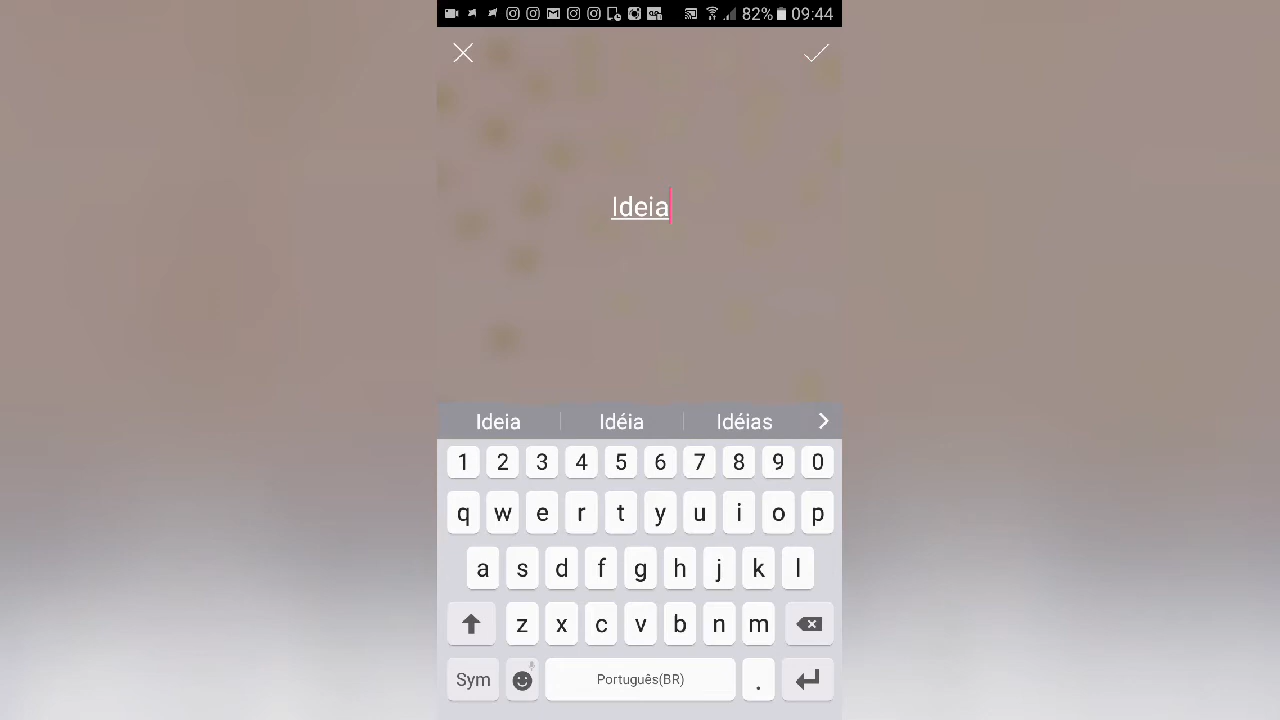 82% 09:44
Ideia
Ideia Idéia Idéias
1 2 3 4 5 6 7 8 9 0
q w e r t y u i o p
a s d f g h j k l
z x c v b n m
Sym Português(BR) .